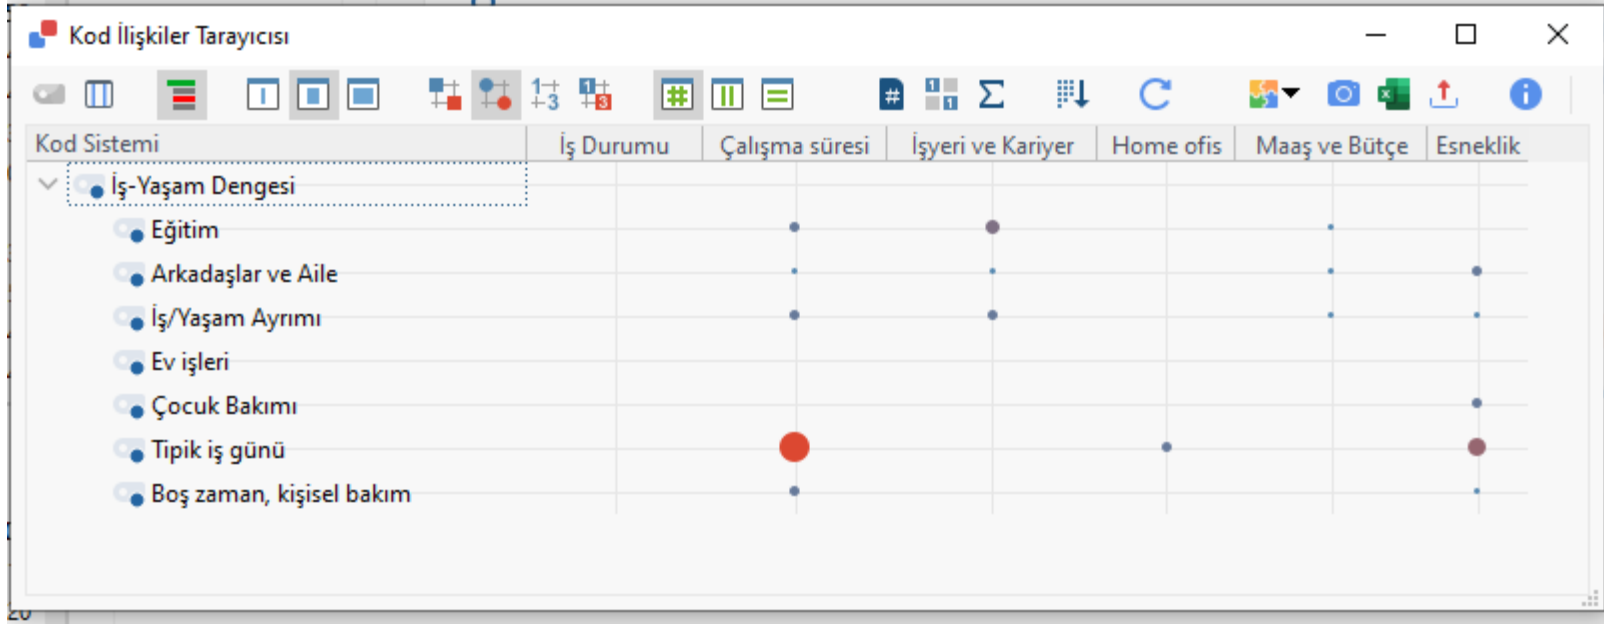 Kod İlişkiler Tarayıcısı
Kod Sistemi İş Durumu Çalışma süresi İşyeri ve Kariyer Home ofis Maaş ve Bütçe Esneklik
İş-Yaşam Dengesi
Eğitim
Arkadaşlar ve Aile
İş/Yaşam Ayrımı
Ev işleri
Çocuk Bakımı
Tipik iş günü
Boş zaman, kişisel bakım
20